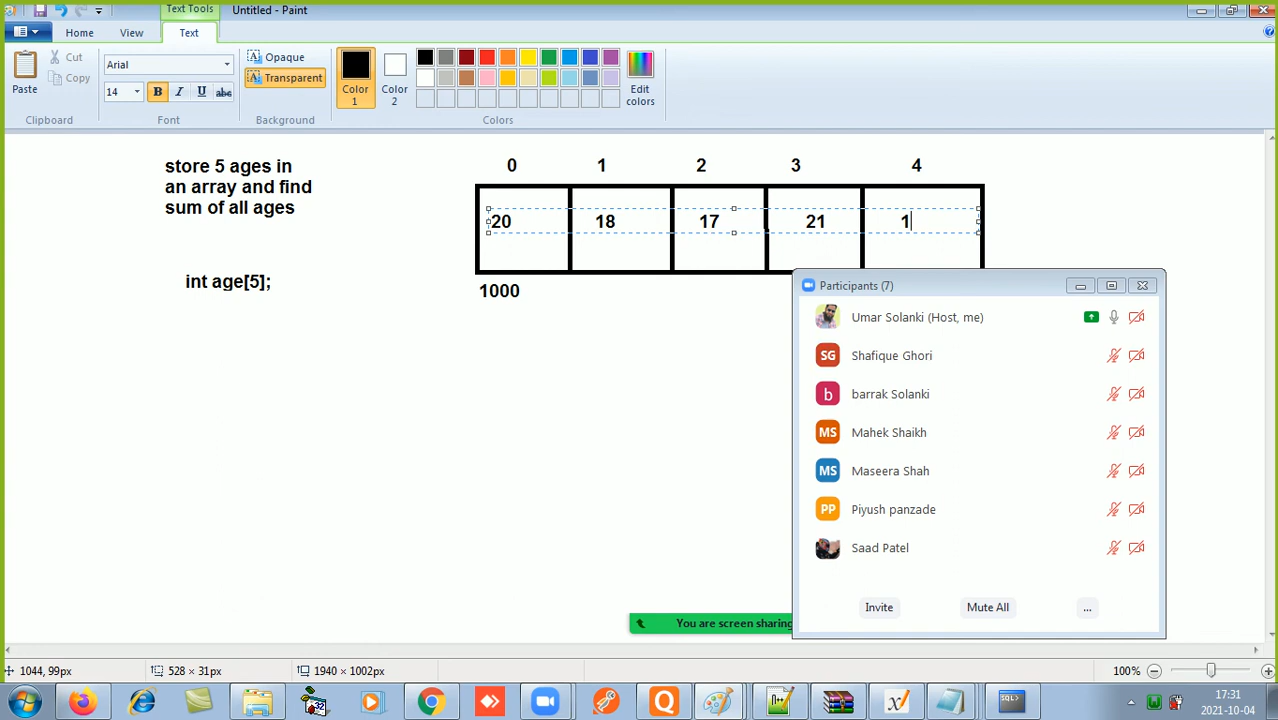 Text Tools
Untitled - Paint
Home
View
Text
Paste
Cut
Copy
Clipboard
Arial
14
B I U abc
Font
Opaque
Transparent
Background
Color
1
Color
2
Edit
colors
Colors
store 5 ages in
an array and find
sum of all ages
int age[5];
0 1 2 3 4
20 18 17 21 1
1000
Participants (7)
Umar Solanki (Host, me)
SG Shafique Ghori
b barrak Solanki
MS Mahek Shaikh
MS Maseera Shah
PP Piyush panzade
Saad Patel
Invite
Mute All
...
You are screen sharing
1044, 99px
528 × 31px
1940 × 1002px
100%
32
Q
n++
X
SQL>
W
17:31
2021-10-04